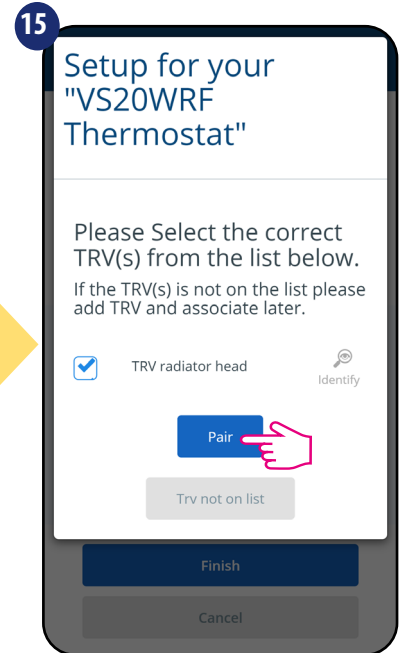 15
Setup for your
"VS20WRF
Thermostat"
Please Select the correct
TRV(s) from the list below.
If the TRV(s) is not on the list please
add TRV and associate later.
TRV radiator head
Identify
Pair
Trv not on list
Finish
Cancel